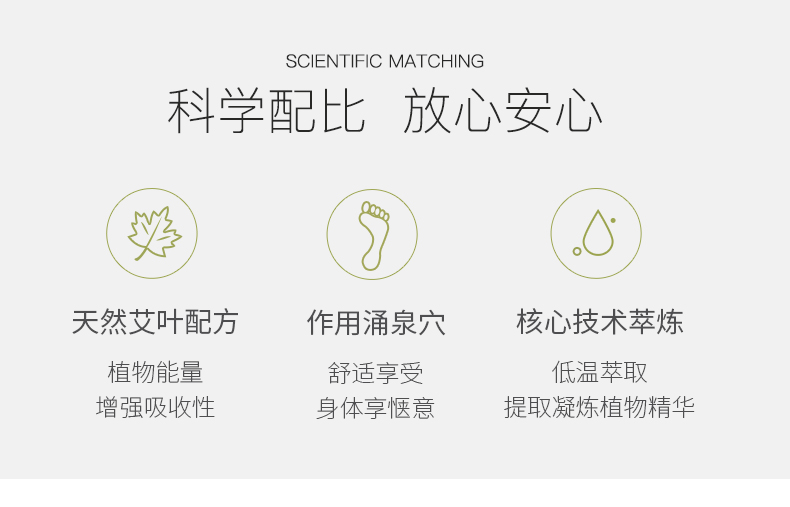 SCIENTIFIC MATCHING
科学配比 放心安心
天然艾叶配方
植物能量
增强吸收性
作用涌泉穴
舒适享受
身体享惬意
核心技术萃炼
低温萃取
提取凝炼植物精华